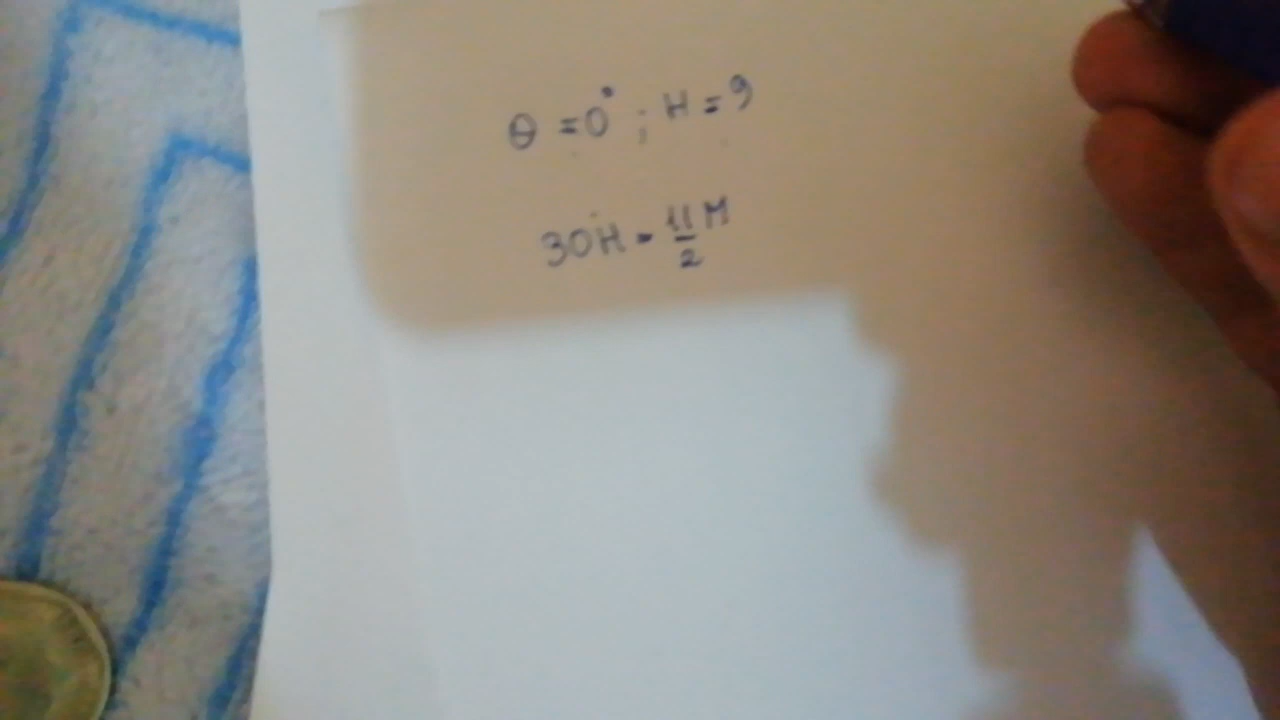 θ = 0° ; H = 9
30H - 11/2 M